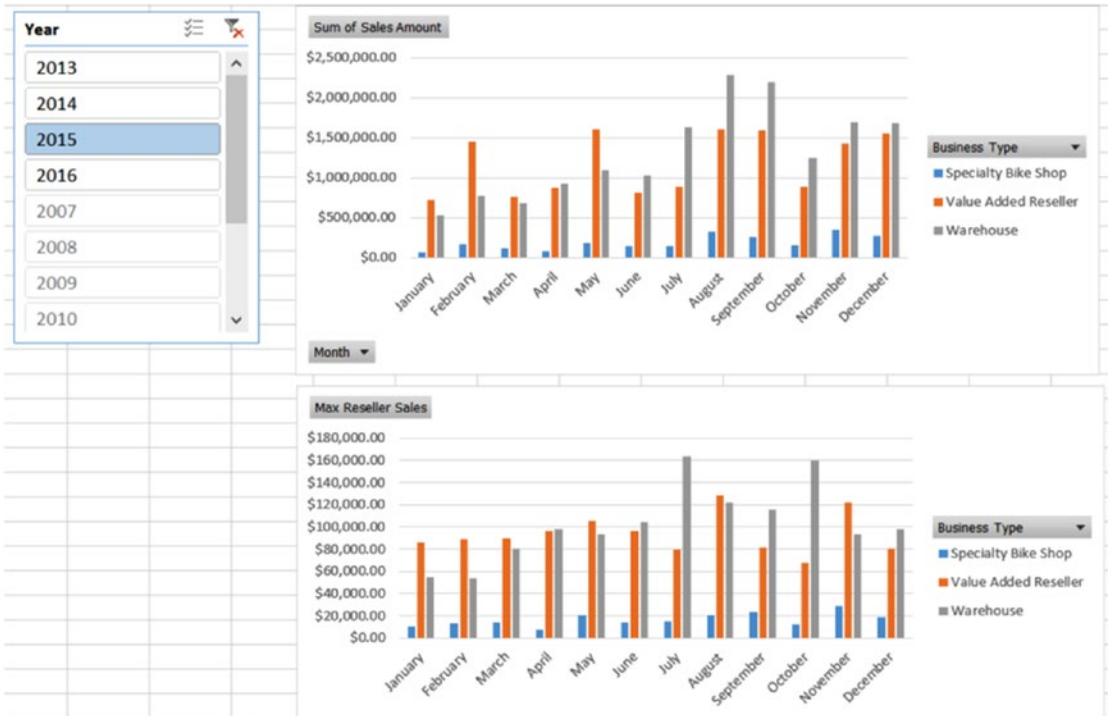 Year
2013
2014
2015
2016
2007
2008
2009
2010
Sum of Sales Amount
$2,500,000.00
$2,000,000.00
$1,500,000.00
$1,000,000.00
$500,000.00
$0.00
January
February
March
April
May
June
July
August
September
October
November
December
Business Type
Specialty Bike Shop
Value Added Reseller
Warehouse
Month
Max Reseller Sales
$180,000.00
$160,000.00
$140,000.00
$120,000.00
$100,000.00
$80,000.00
$60,000.00
$40,000.00
$20,000.00
$0.00
January
February
March
April
May
June
July
August
September
October
November
December
Business Type
Specialty Bike Shop
Value Added Reseller
Warehouse